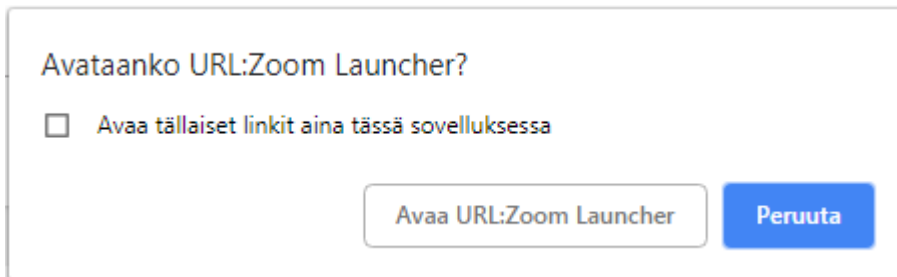 Avataanko URL:Zoom Launcher?
Avaa tällaiset linkit aina tässä sovelluksessa
Avaa URL:Zoom Launcher Peruuta